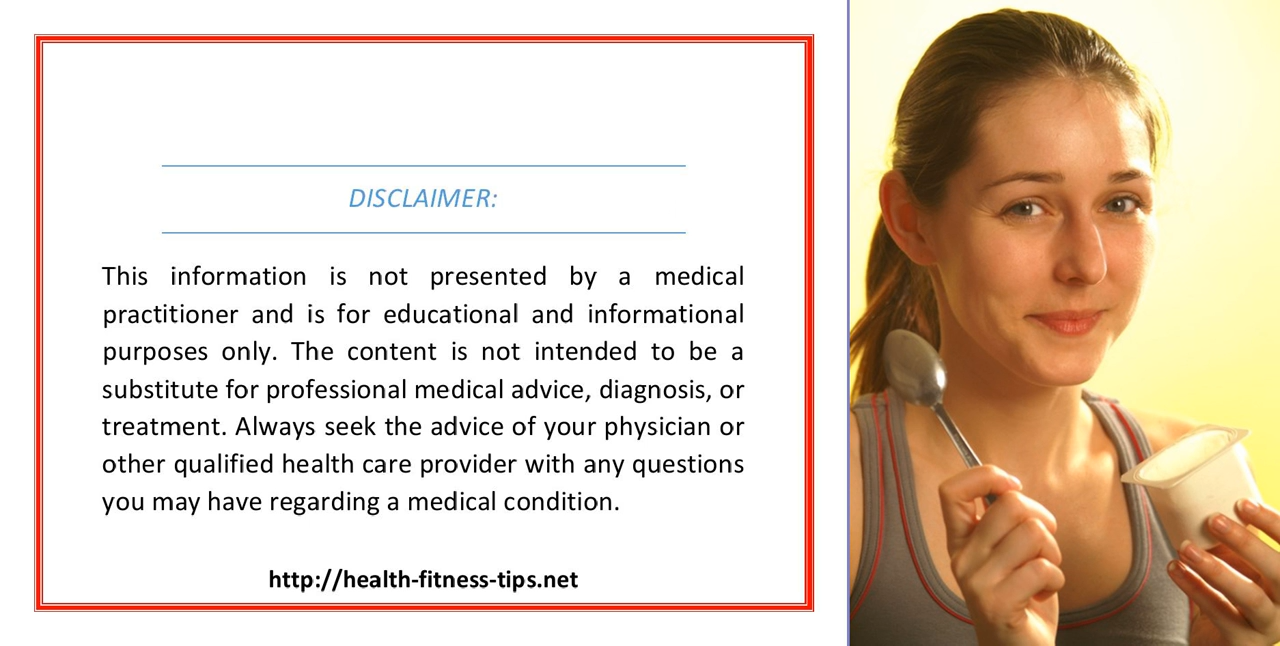 DISCLAIMER:
This information is not presented by a medical
practitioner and is for educational and informational
purposes only. The content is not intended to be a
substitute for professional medical advice, diagnosis, or
treatment. Always seek the advice of your physician or
other qualified health care provider with any questions
you may have regarding a medical condition.
http://health-fitness-tips.net